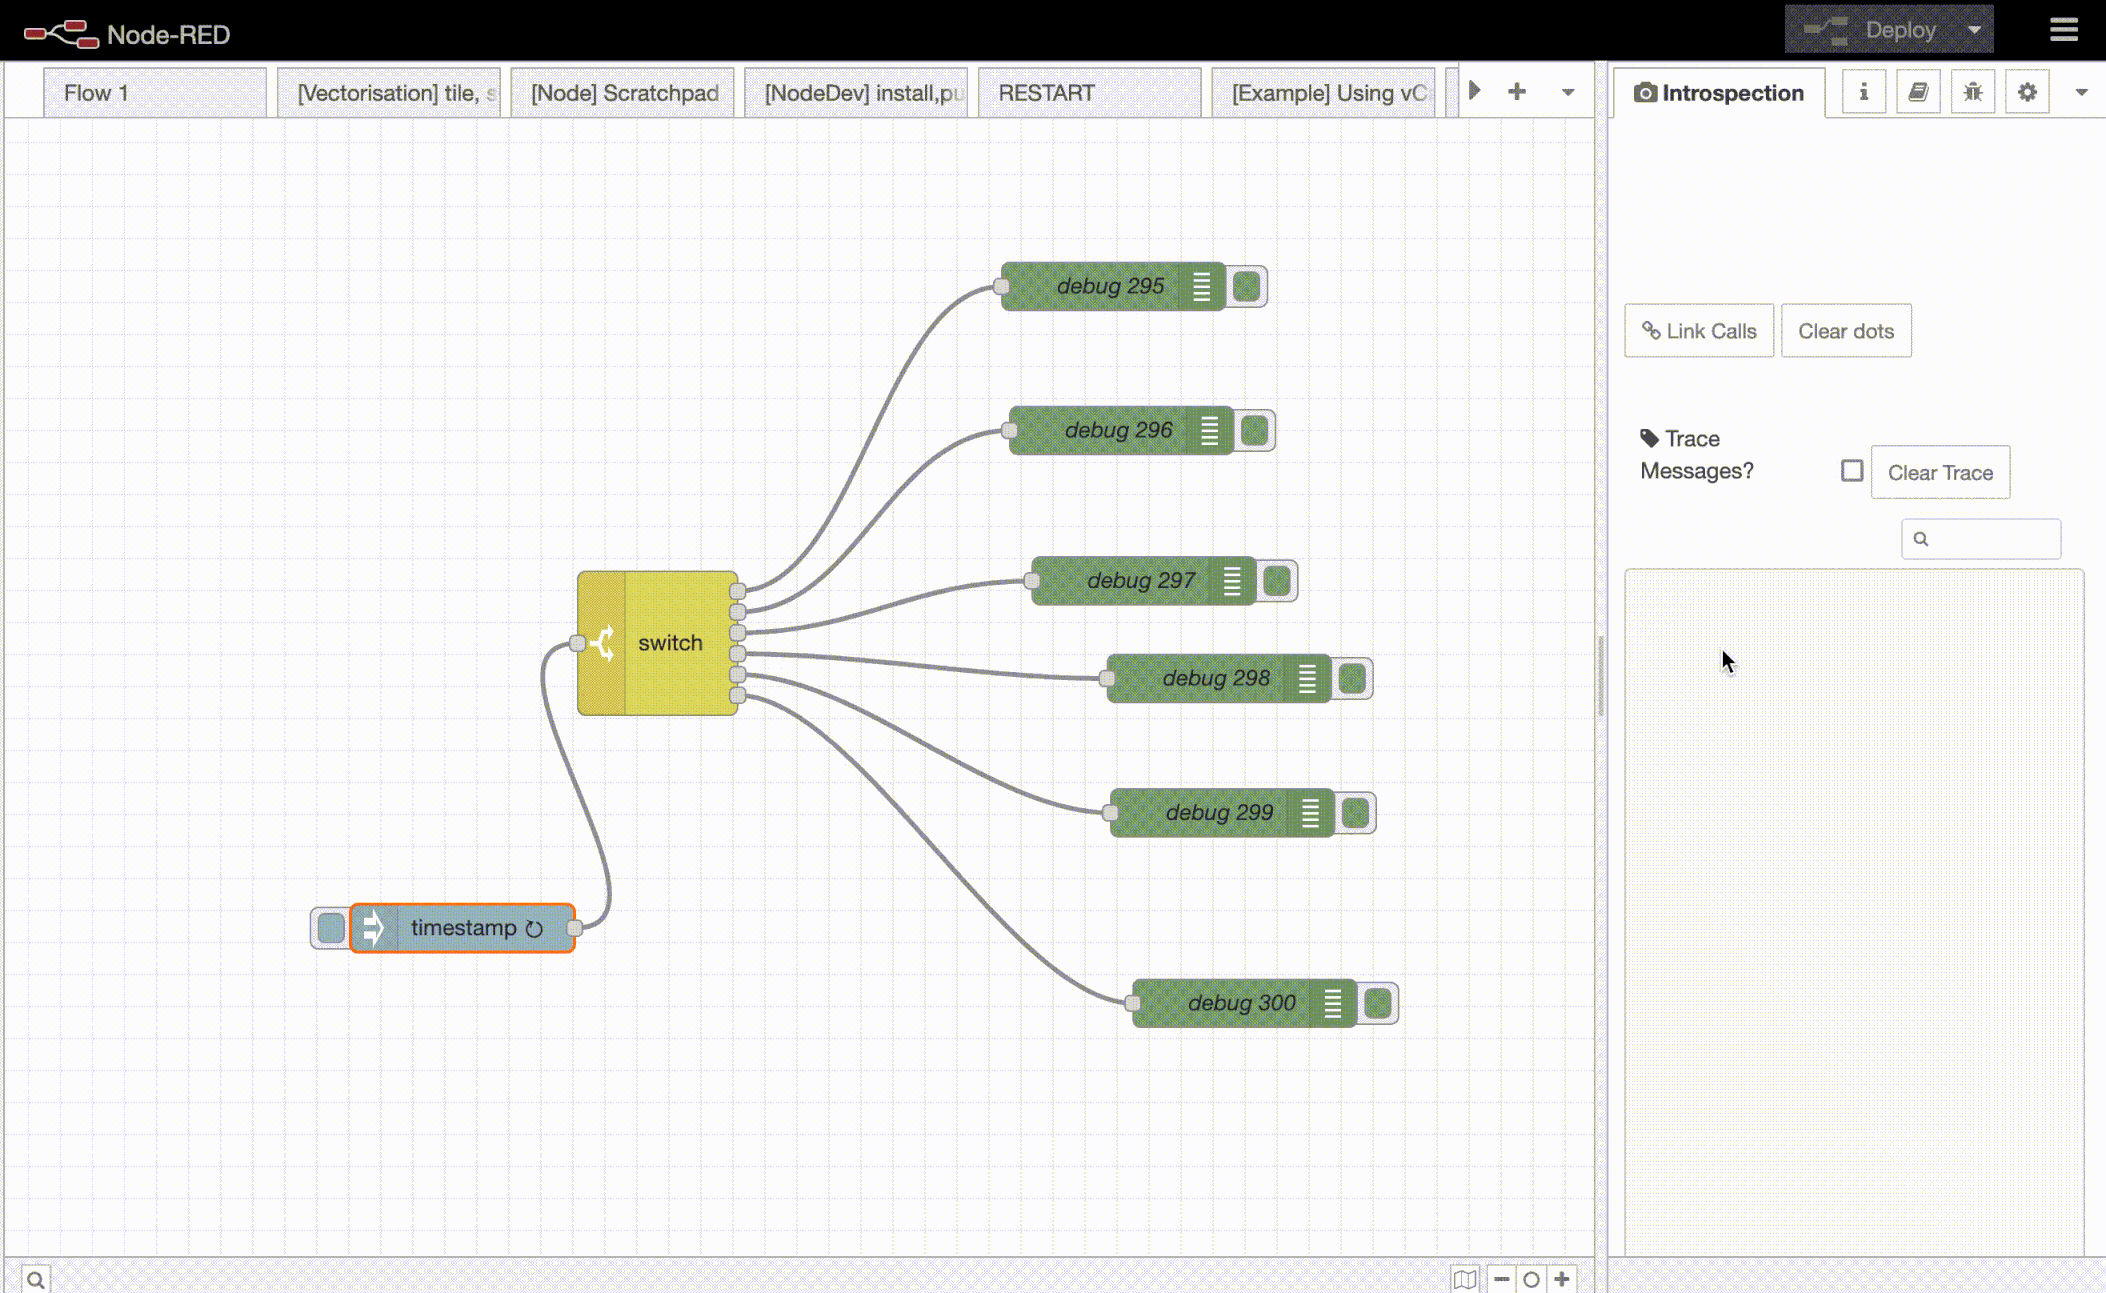 Node-RED
Deploy
Flow 1
[Vectorisation] tile,
[Node] Scratchpad
[NodeDev] install,pu
RESTART
[Example] Using vC
Introspection
i
Link Calls
Clear dots
Trace
Messages?
Clear Trace
debug 295
debug 296
debug 297
switch
debug 298
debug 299
timestamp ↻
debug 300